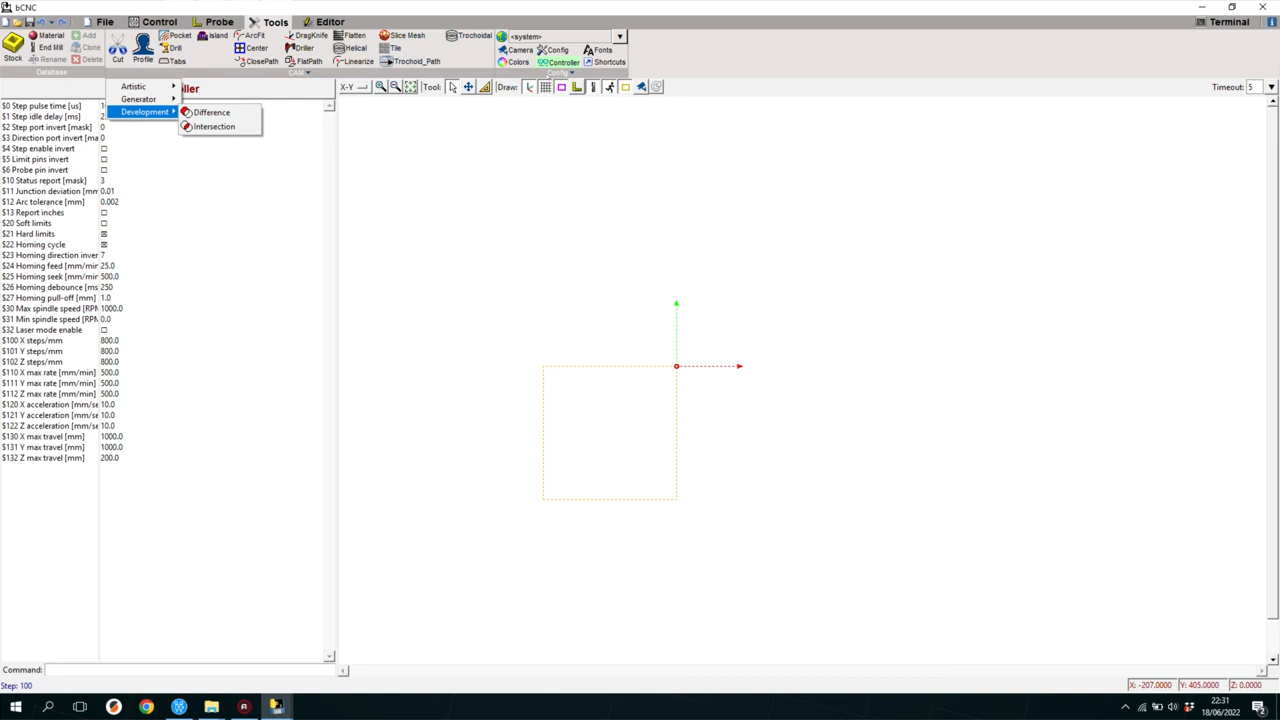 bCNC
File Control Probe Tools Editor Terminal
Stock
Material
End Mill
Rename
Add
Clone
Delete
Database
Cut
Profile
Pocket
Drill
Tabs
Island
ArcFit
Center
ClosePath
DragKnife
Driller
FlatPath
Flatten
Helical
Linearize
Slice Mesh
Tile
Trochoid_Path
Trochoidal
CAM
<system>
Camera Config Fonts
Colors Controller Shortcuts
Config
Artistic
Generator
Development
Difference
Intersection
X-Y Tool: Draw: Timeout: 5
$0 Step pulse time [us]
$1 Step idle delay [ms]
$2 Step port invert [mask] 0
$3 Direction port invert [ma 0
$4 Step enable invert
$5 Limit pins invert
$6 Probe pin invert
$10 Status report [mask] 3
$11 Junction deviation [mm 0.01
$12 Arc tolerance [mm] 0.002
$13 Report inches
$20 Soft limits
$21 Hard limits
$22 Homing cycle
$23 Homing direction inver 7
$24 Homing feed [mm/min 25.0
$25 Homing seek [mm/min 500.0
$26 Homing debounce [ms 250
$27 Homing pull-off [mm] 1.0
$30 Max spindle speed [RPM 1000.0
$31 Min spindle speed [RPM 0.0
$32 Laser mode enable
$100 X steps/mm 800.0
$101 Y steps/mm 800.0
$102 Z steps/mm 800.0
$110 X max rate [mm/min] 500.0
$111 Y max rate [mm/min] 500.0
$112 Z max rate [mm/min] 500.0
$120 X acceleration [mm/se 10.0
$121 Y acceleration [mm/se 10.0
$122 Z acceleration [mm/se 10.0
$130 X max travel [mm] 1000.0
$131 Y max travel [mm] 1000.0
$132 Z max travel [mm] 200.0
Command:
Step: 100
X: -207.0000 Y: 405.0000 Z: 0.0000
22:31
18/06/2022
2